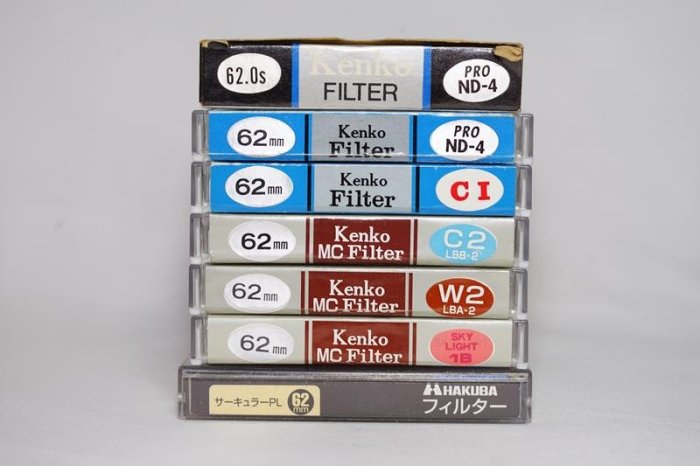 62.0s
Kenko
FILTER
PRO
ND-4
62mm
Kenko
Filter
PRO
ND-4
62mm
Kenko
Filter
CI
62mm
Kenko
MC Filter
C2
LBB-2
62mm
Kenko
MC Filter
W2
LBA-2
62mm
Kenko
MC Filter
SKY
LIGHT
1B
サーキュラーPL
62
mm
HAKUBA
フィルター